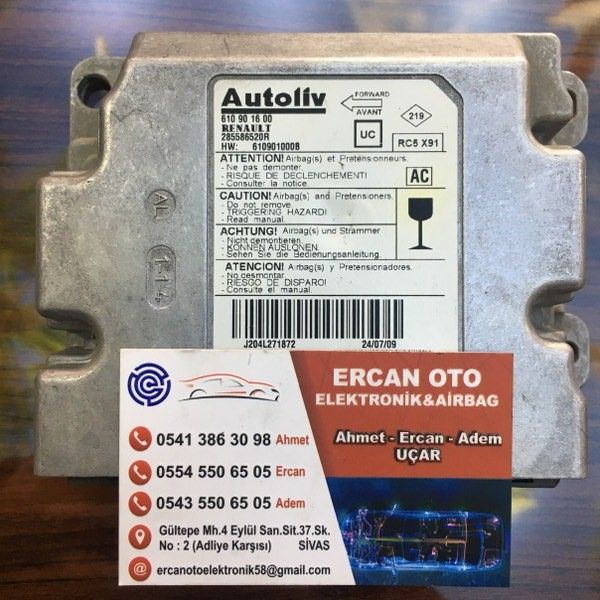 Autoliv
FORWARD
AVANT
219
610 90 16 00
RENAULT
285586520R
HW: 610901000B
UC
RC5 X91
ATTENTION! Airbag(s) et Pretensionneurs
- Ne pas demonter.
- RISQUE DE DECLENCHEMENT!
- Consulter la notice.
AC
CAUTION! Airbag(s) and Pretensioners
- Do not remove.
- TRIGGERING HAZARD!
- Read manual.
ACHTUNG! Airbag(s) und Strammer
- Nicht demontieren.
- KONNEN AUSLONEN.
- Sehen Sie die Bedienungsanleitung.
ATENCION! Airbag(s) y Pretensionadores.
- No desmontar
- RIESGO DE DISPARO!
- Consulte el manual.
J204L271872
24/07/09
AL
1-14
ERCAN OTO
ELEKTRONİK&AİRBAG
Ahmet - Ercan - Adem
UÇAR
0541 386 30 98 Ahmet
0554 550 65 05 Ercan
0543 550 65 05 Adem
Gültepe Mh.4 Eylül San.Sit.37.Sk.
No : 2 (Adliye Karşısı) SİVAS
@ ercanotoelektronik58@gmail.com